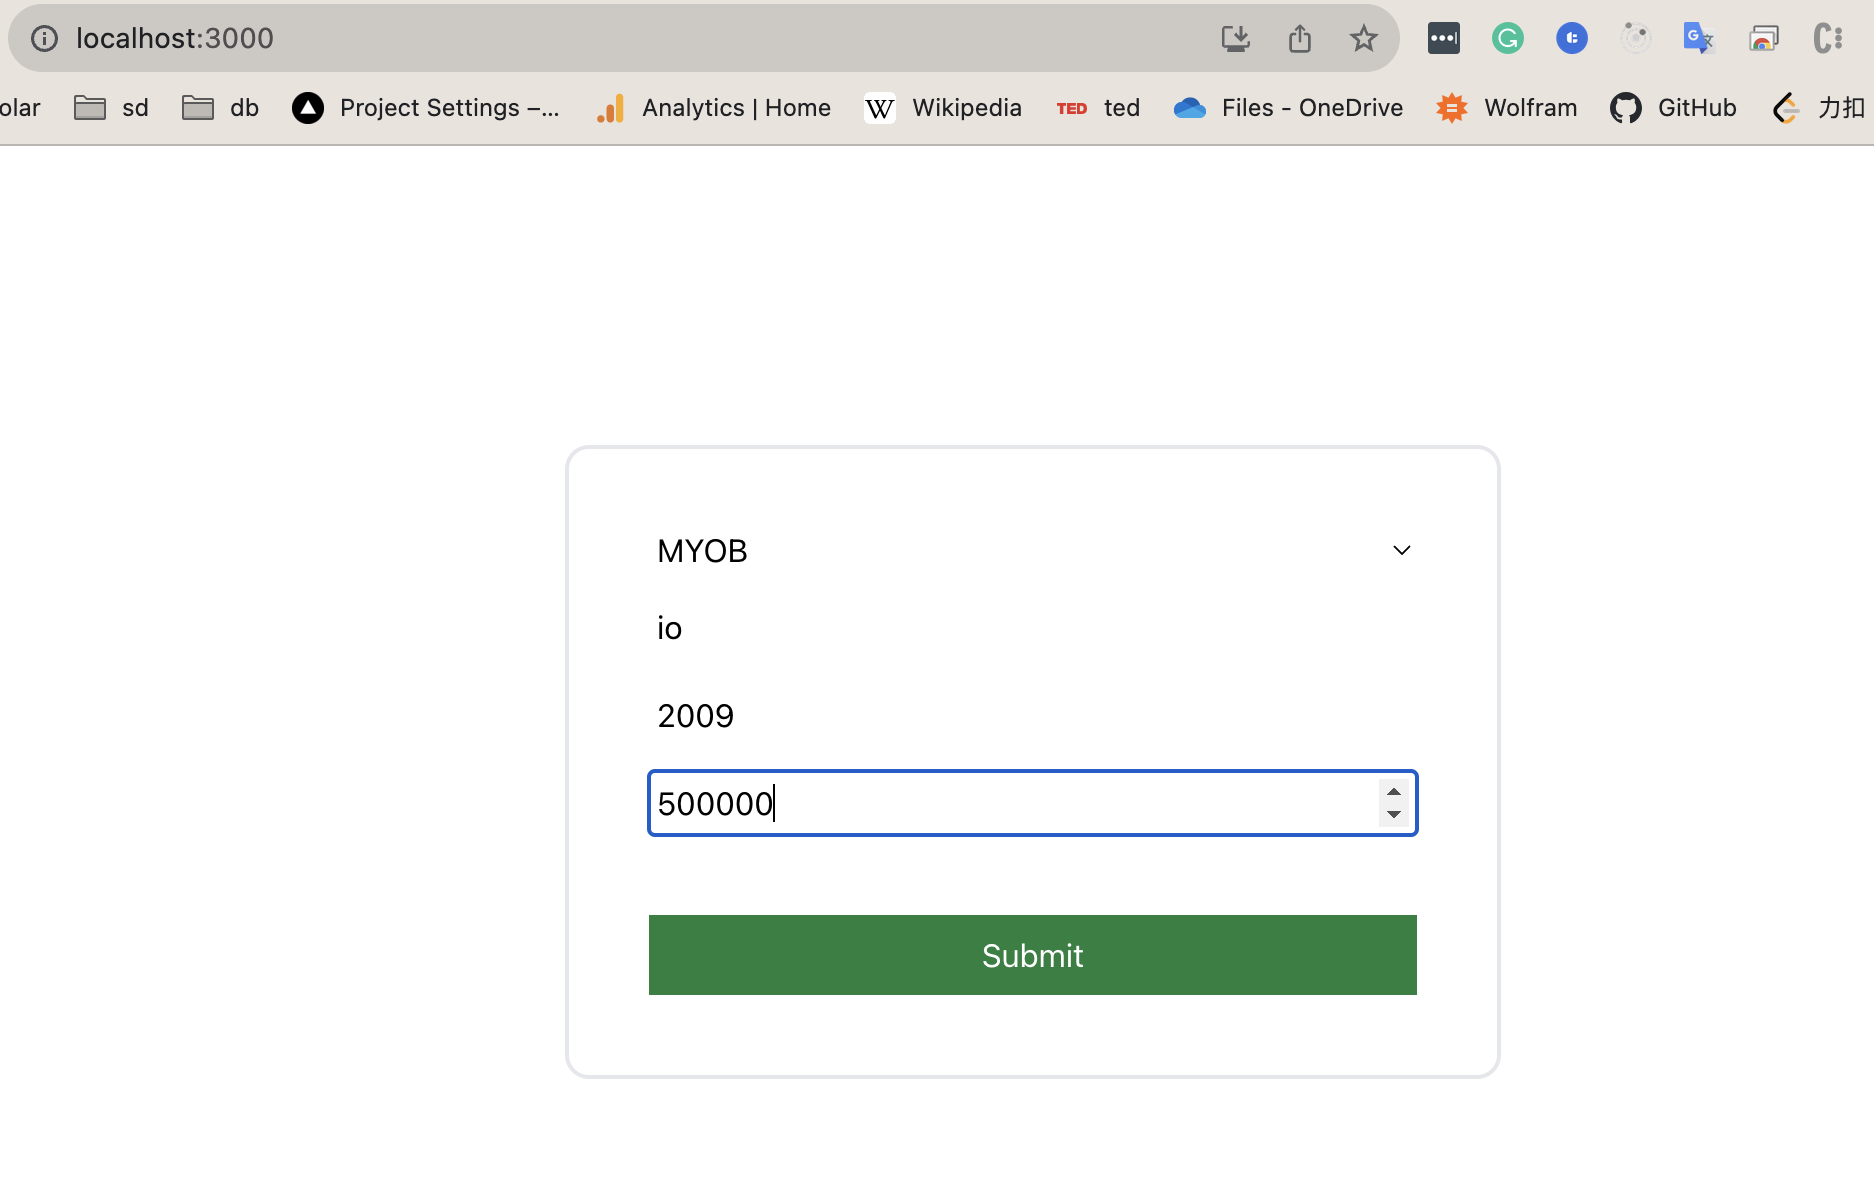 localhost:3000
olar sd db Project Settings –... Analytics | Home W Wikipedia TED ted Files - OneDrive Wolfram GitHub 力扣
MYOB
io
2009
500000
Submit